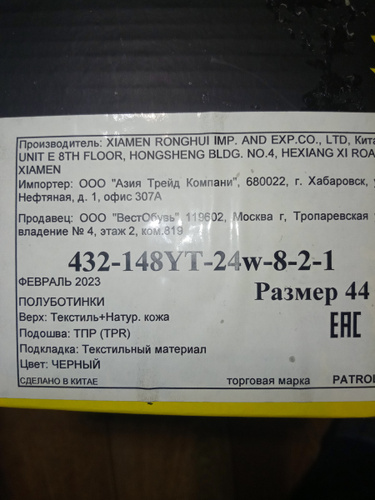 Производитель: XIAMEN RONGHUI IMP. AND EXP.CO., LTD, Кита
UNIT E 8TH FLOOR, HONGSHENG BLDG. NO.4, HEXIANG XI ROA
XIAMEN
Импортер: ООО "Азия Трейд Компани", 680022, г. Хабаровск,
Нефтяная, д. 1, офис 307А
Продавец: ООО "ВестОбувь" 119602, Москва г, Тропаревская
владение № 4, этаж 2, ком.819
432-148YT-24w-8-2-1
ФЕВРАЛЬ 2023
Размер 44
ПОЛУБОТИНКИ
Верх: Текстиль+Натур. кожа
EAC
Подошва: ТПР (TPR)
Подкладка: Текстильный материал
Цвет: ЧЕРНЫЙ
СДЕЛАНО В КИТАЕ торговая марка PATRO